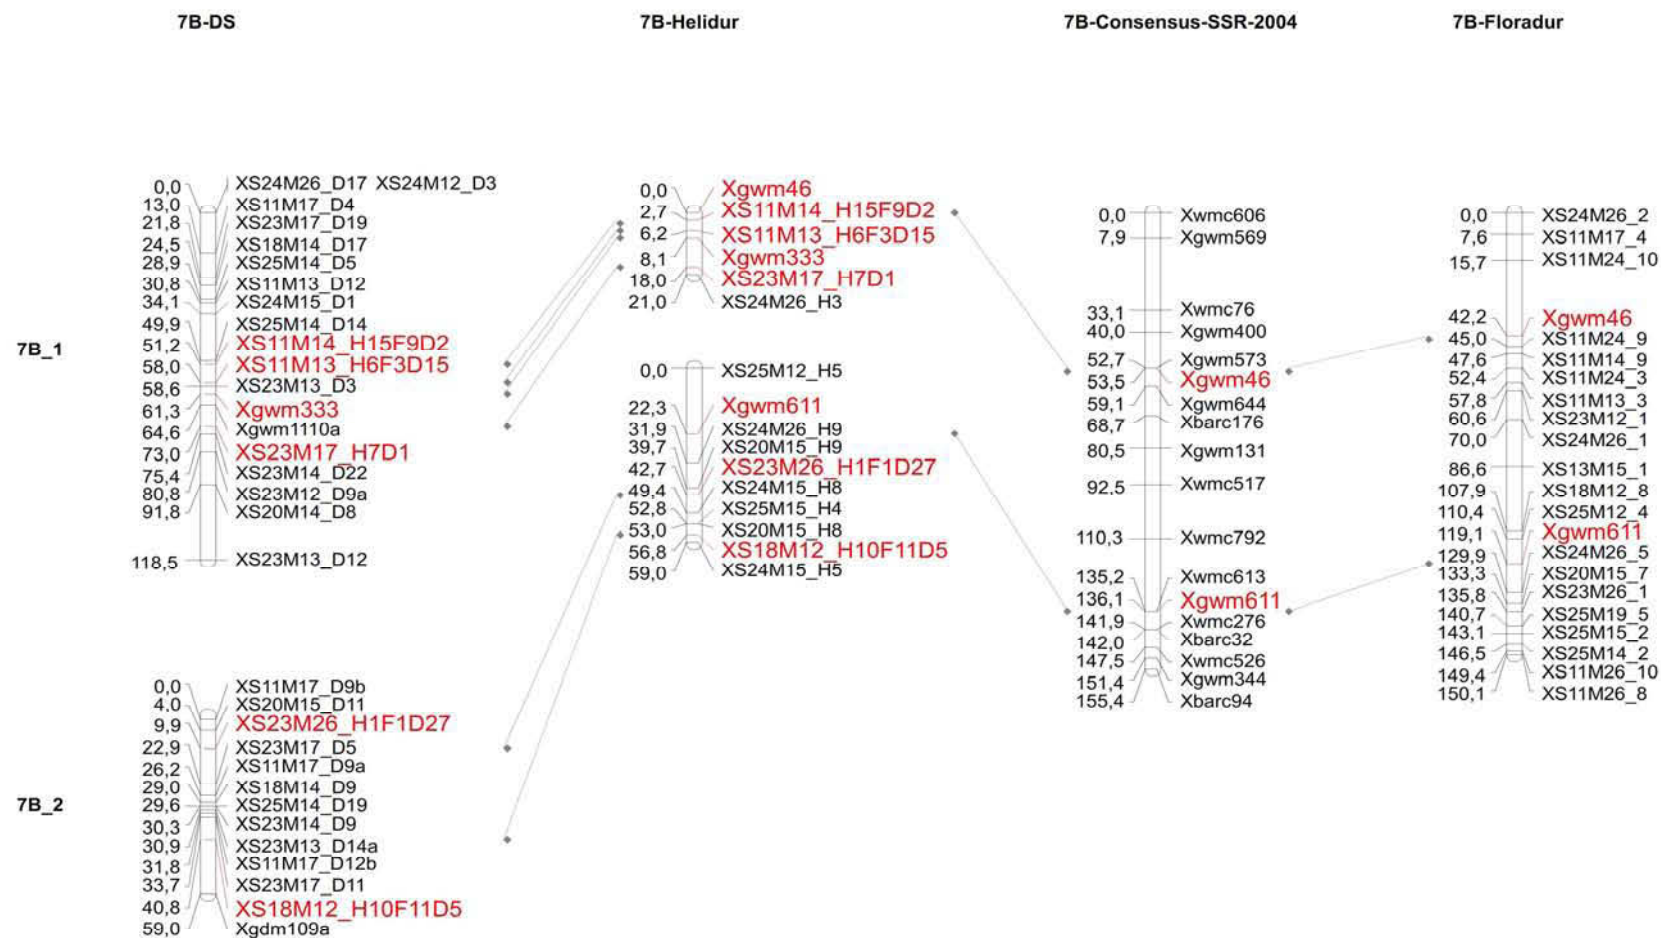 7B-DS
7B-Helidur
7B-Consensus-SSR-2004
7B-Floradur
7B_1
0,0 XS24M26_D17 XS24M12_D3
13,0 XS11M17_D4
21,8 XS23M17_D19
24,5 XS18M14_D17
28,9 XS25M14_D5
30,8 XS11M13_D12
34,1 XS24M15_D1
49,9 XS25M14_D14
51,2 XS11M14_H15F9D2
58,0 XS11M13_H6F3D15
58,6 XS23M13_D3
61,3 Xgwm333
64,6 Xgwm1110a
73,0 XS23M17_H7D1
75,4 XS23M14_D22
80,8 XS23M12_D9a
91,8 XS20M14_D8
118,5 XS23M13_D12
7B_2
0,0 XS11M17_D9b
4,0 XS20M15_D11
9,9 XS23M26_H1F1D27
22,9 XS23M17_D5
26,2 XS11M17_D9a
29,0 XS18M14_D9
29,6 XS25M14_D19
30,3 XS23M14_D9
30,9 XS23M13_D14a
31,8 XS11M17_D12b
33,7 XS23M17_D11
40,8 XS18M12_H10F11D5
59,0 Xgdm109a
0,0 Xgwm46
2,7 XS11M14_H15F9D2
6,2 XS11M13_H6F3D15
8,1 Xgwm333
18,0 XS23M17_H7D1
21,0 XS24M26_H3
0,0 XS25M12_H5
22,3 Xgwm611
31,9 XS24M26_H9
39,7 XS20M15_H9
42,7 XS23M26_H1F1D27
49,4 XS24M15_H8
52,8 XS25M15_H4
53,0 XS20M15_H8
56,8 XS18M12_H10F11D5
59,0 XS24M15_H5
0,0 Xwmc606
7,9 Xgwm569
33,1 Xwmc76
40,0 Xgwm400
52,7 Xgwm573
53,5 Xgwm46
59,1 Xgwm644
68,7 Xbarc176
80,5 Xgwm131
92,5 Xwmc517
110,3 Xwmc792
135,2 Xwmc613
136,1 Xgwm611
141,9 Xwmc276
142,0 Xbarc32
147,5 Xwmc526
151,4 Xgwm344
155,4 Xbarc94
0,0 XS24M26_2
7,6 XS11M17_4
15,7 XS11M24_10
42,2 Xgwm46
45,0 XS11M24_9
47,6 XS11M14_9
52,4 XS11M24_3
57,8 XS11M13_3
60,6 XS23M12_1
70,0 XS24M26_1
86,6 XS13M15_1
107,9 XS18M12_8
110,4 XS25M12_4
119,1 Xgwm611
129,9 XS24M26_5
133,3 XS20M15_7
135,8 XS23M26_1
140,7 XS25M19_5
143,1 XS25M15_2
146,5 XS25M14_2
149,4 XS11M26_10
150,1 XS11M26_8